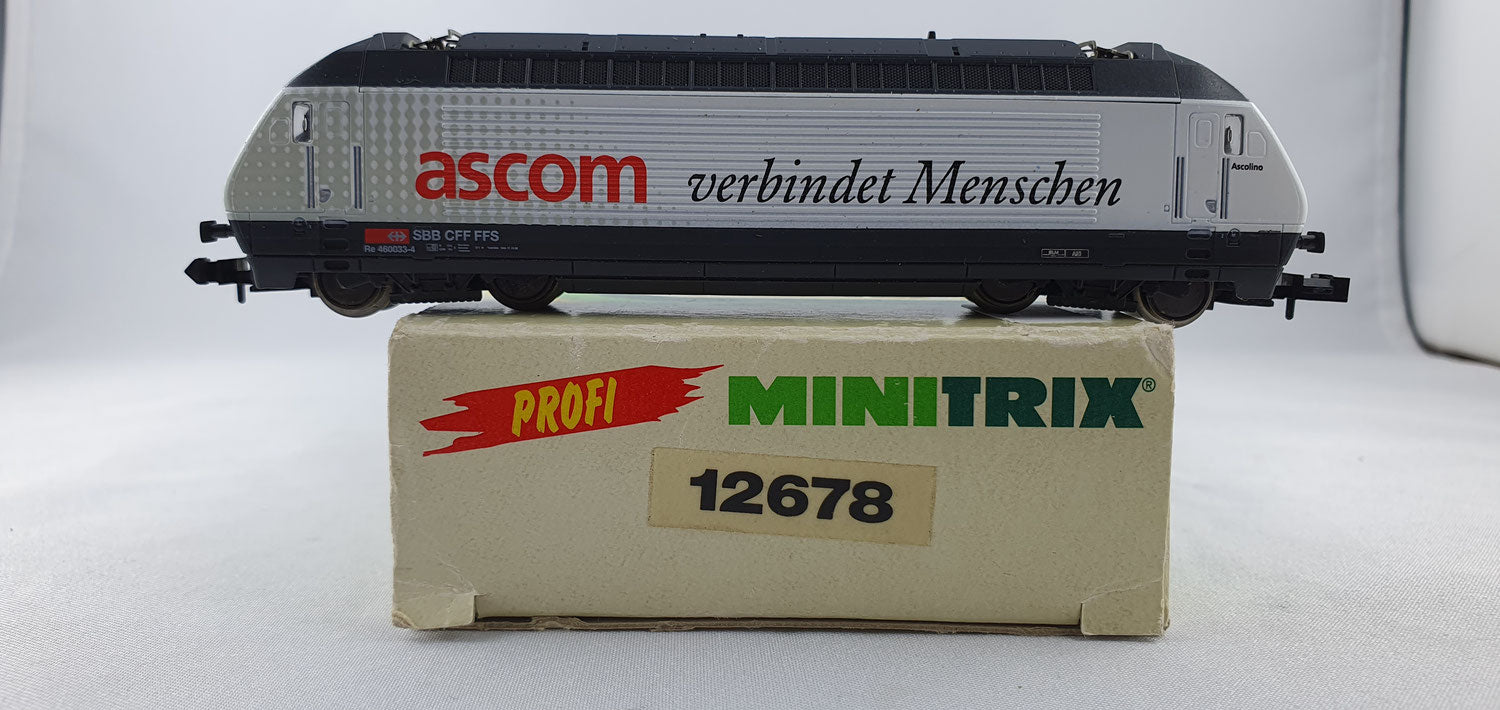 ascom verbindet Menschen
Ascolino
SBB CFF FFS
Re 460033-4
PROFI MINITRIX®
12678